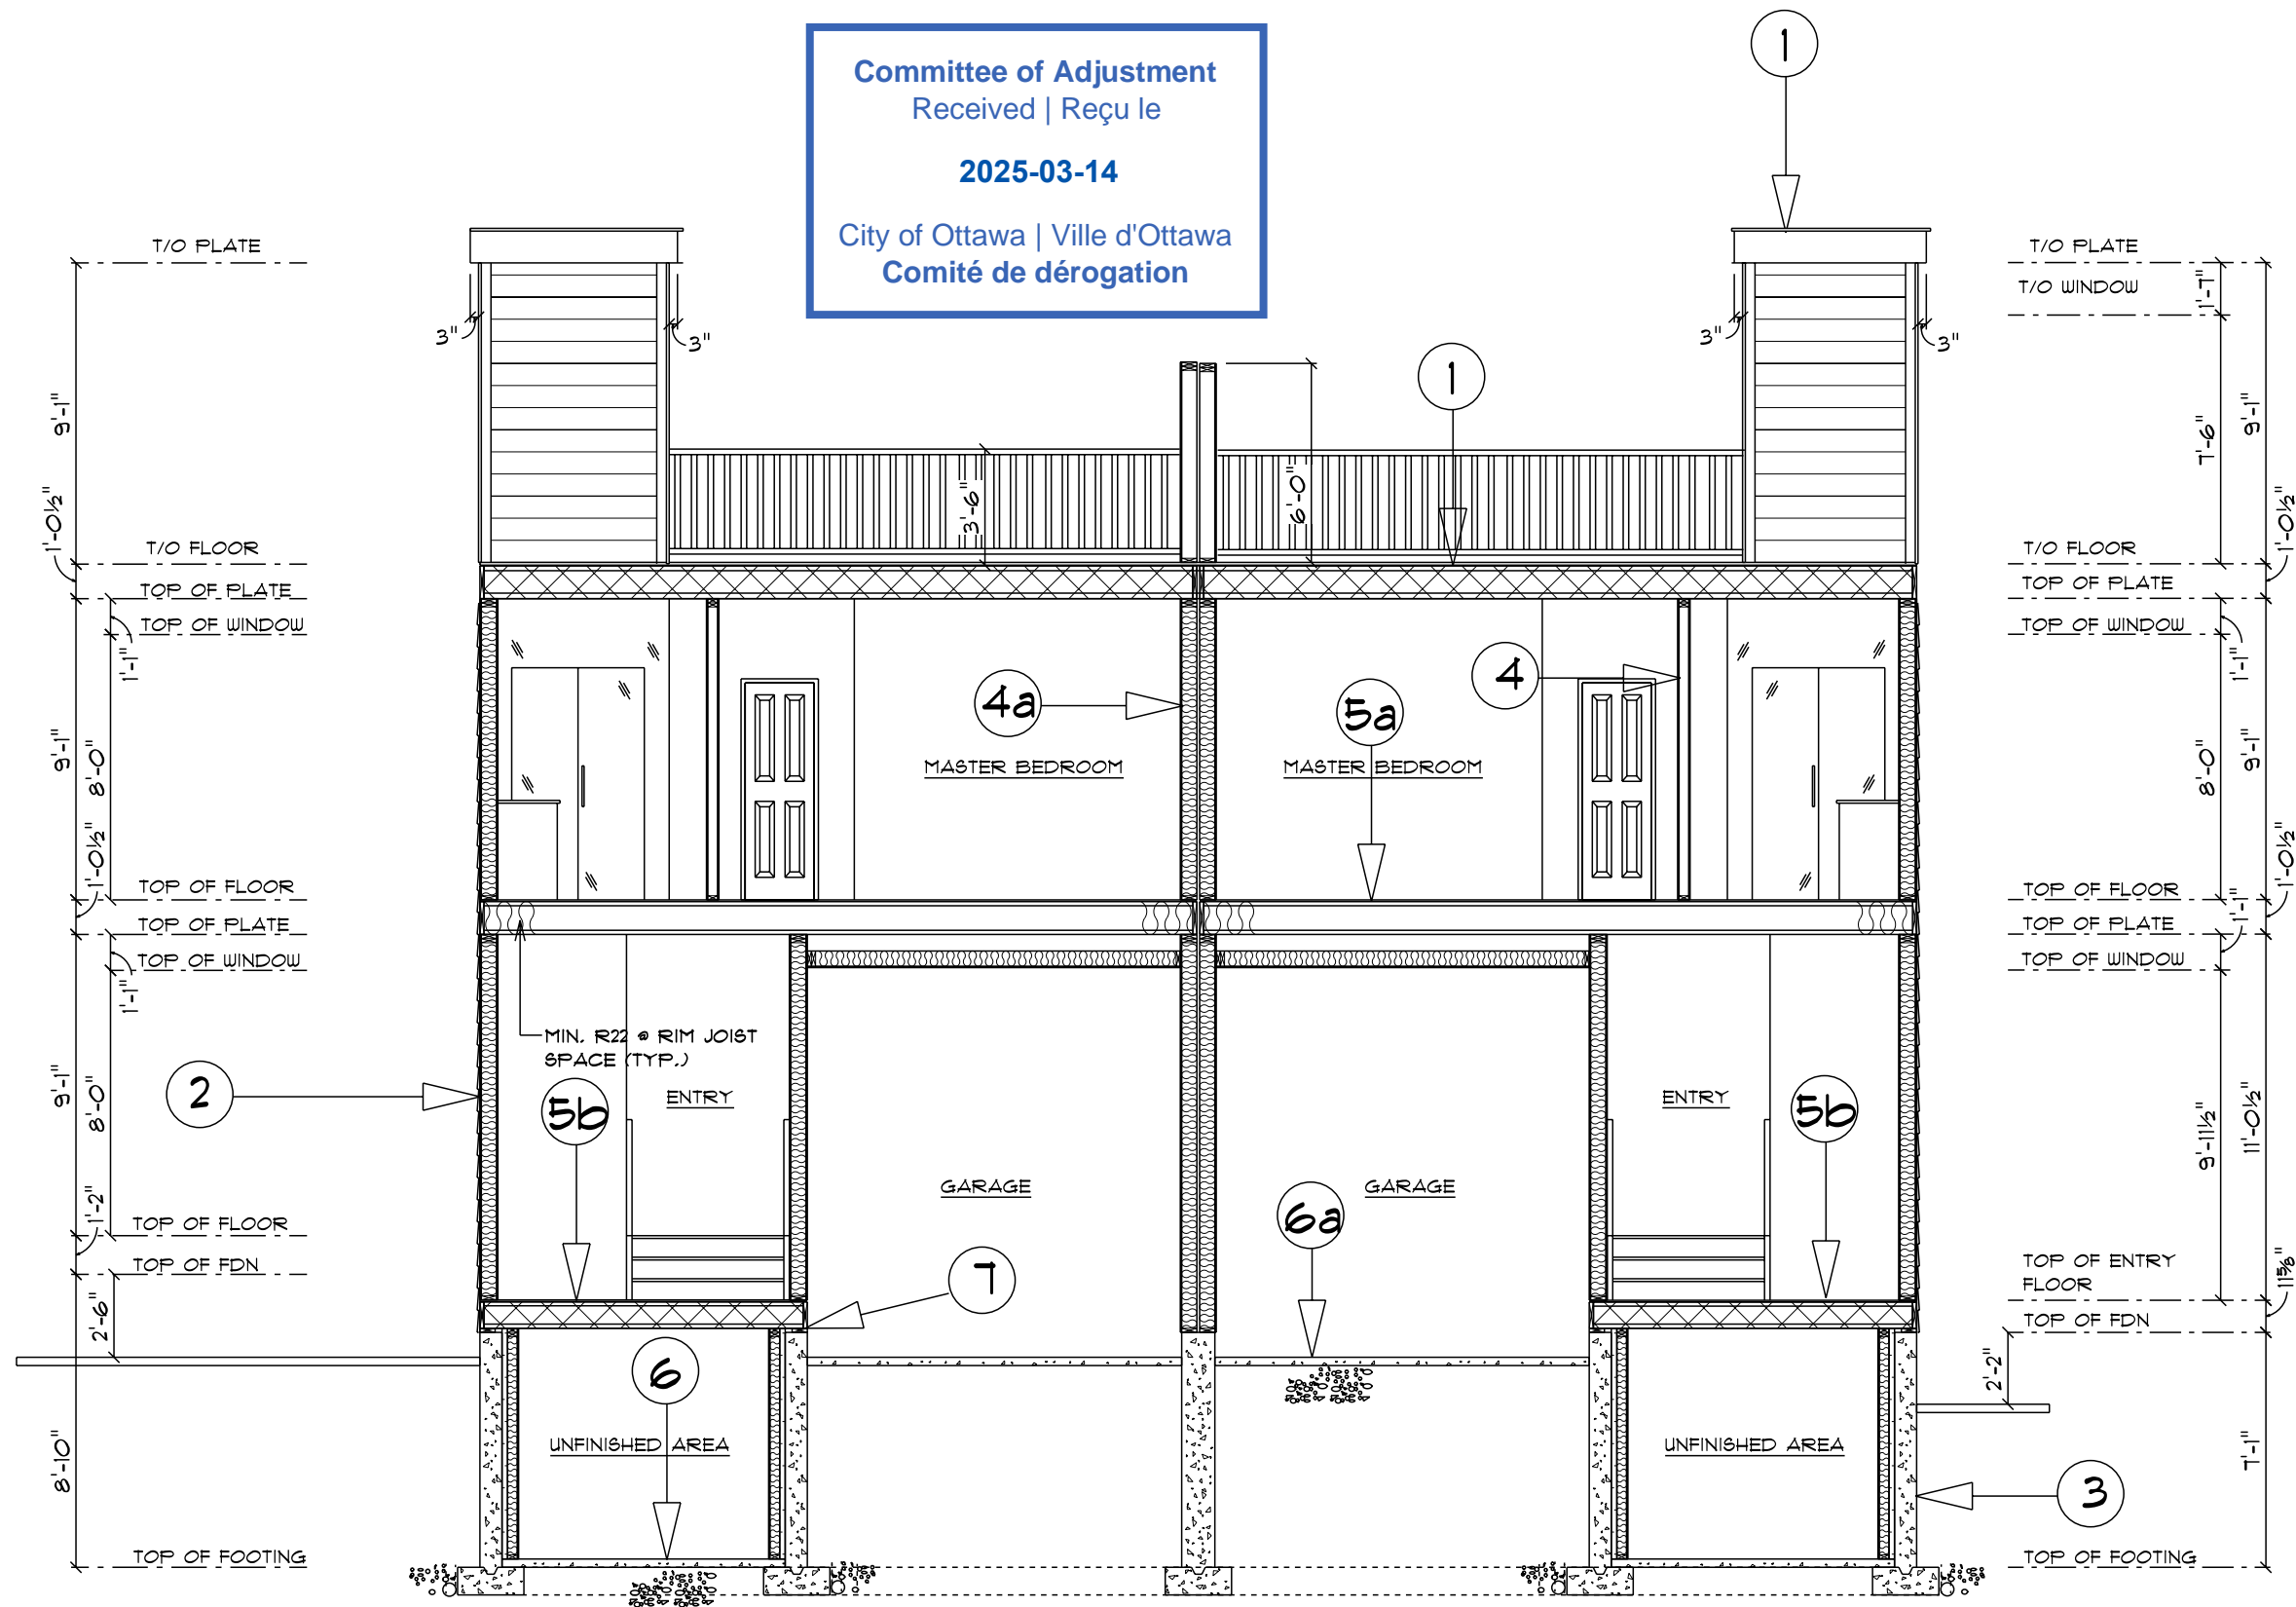 Committee of Adjustment
Received | Reçu le
2025-03-14
City of Ottawa | Ville d'Ottawa
Comité de dérogation
1
T/O PLATE
T/O PLATE
T/O WINDOW
1'-7"
3"
3"
3"
3"
1
9'-1"
3'-6"
6'-0"
7'-6"
9'-1"
1'-0½"
1'-0½"
T/O FLOOR
T/O FLOOR
TOP OF PLATE
TOP OF PLATE
TOP OF WINDOW
TOP OF WINDOW
1'-1"
1'-1"
4a
5a
4
9'-1"
8'-0"
MASTER BEDROOM
MASTER BEDROOM
8'-0"
9'-1"
1'-0½"
1'-0½"
TOP OF FLOOR
TOP OF FLOOR
1'-1"
TOP OF PLATE
TOP OF PLATE
TOP OF WINDOW
TOP OF WINDOW
1'-1"
MIN. R22 @ RIM JOIST
SPACE (TYP.)
2
9'-1"
8'-0"
5b
ENTRY
ENTRY
5b
9'-11½"
11'-0½"
GARAGE
GARAGE
6a
1'-2"
TOP OF FLOOR
TOP OF FDN
7
TOP OF ENTRY
FLOOR
11⅝"
TOP OF FDN
2'-6"
6
2'-2"
8'-10"
UNFINISHED AREA
UNFINISHED AREA
7'-1"
3
TOP OF FOOTING
TOP OF FOOTING